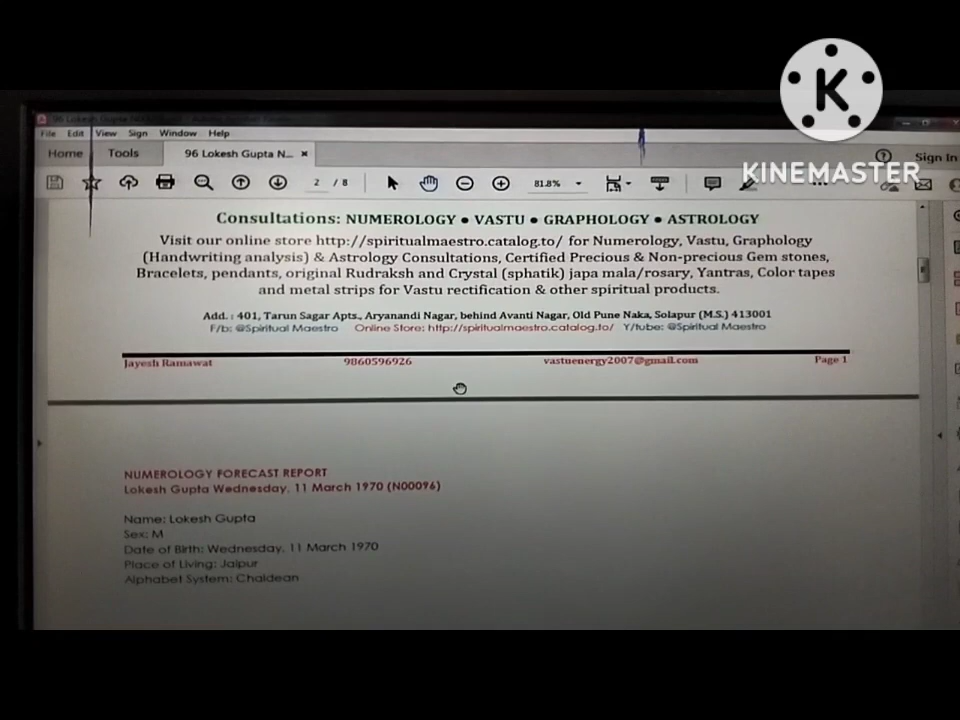 KINEMASTER
File Edit View Sign Window Help
Home Tools 96 Lokesh Gupta N... ×
Sign In
2 / 8 81.8%
Consultations: NUMEROLOGY ● VASTU ● GRAPHOLOGY ● ASTROLOGY
Visit our online store http://spiritualmaestro.catalog.to/ for Numerology, Vastu, Graphology
(Handwriting analysis) & Astrology Consultations, Certified Precious & Non-precious Gem stones,
Bracelets, pendants, original Rudraksh and Crystal (sphatik) japa mala/rosary, Yantras, Color tapes
and metal strips for Vastu rectification & other spiritual products.
Add. : 401, Tarun Sagar Apts., Aryanandi Nagar, behind Avanti Nagar, Old Pune Naka, Solapur (M.S.) 413001
F/b: @Spiritual Maestro Online Store: http://spiritualmaestro.catalog.to/ Y/tube: @Spiritual Maestro
Jayesh Ramawat 9860596926 vastuenergy2007@gmail.com Page 1
NUMEROLOGY FORECAST REPORT
Lokesh Gupta Wednesday, 11 March 1970 (N00096)
Name: Lokesh Gupta
Sex: M
Date of Birth: Wednesday, 11 March 1970
Place of Living: Jaipur
Alphabet System: Chaldean